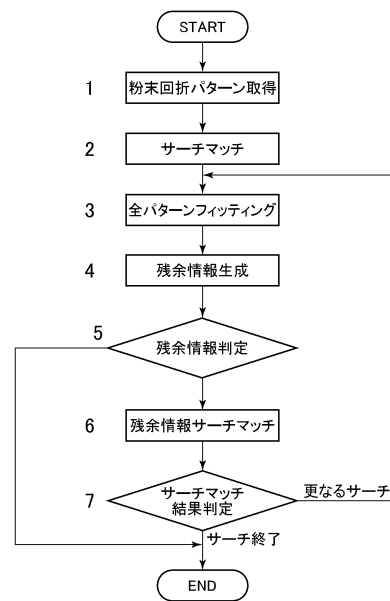 START
1 粉末回折パターン取得
2 サーチマッチ
3 全パターンフィッティング
4 残余情報生成
5
残余情報判定
6 残余情報サーチマッチ
7 サーチマッチ
結果判定
更なるサーチ
サーチ終了
END